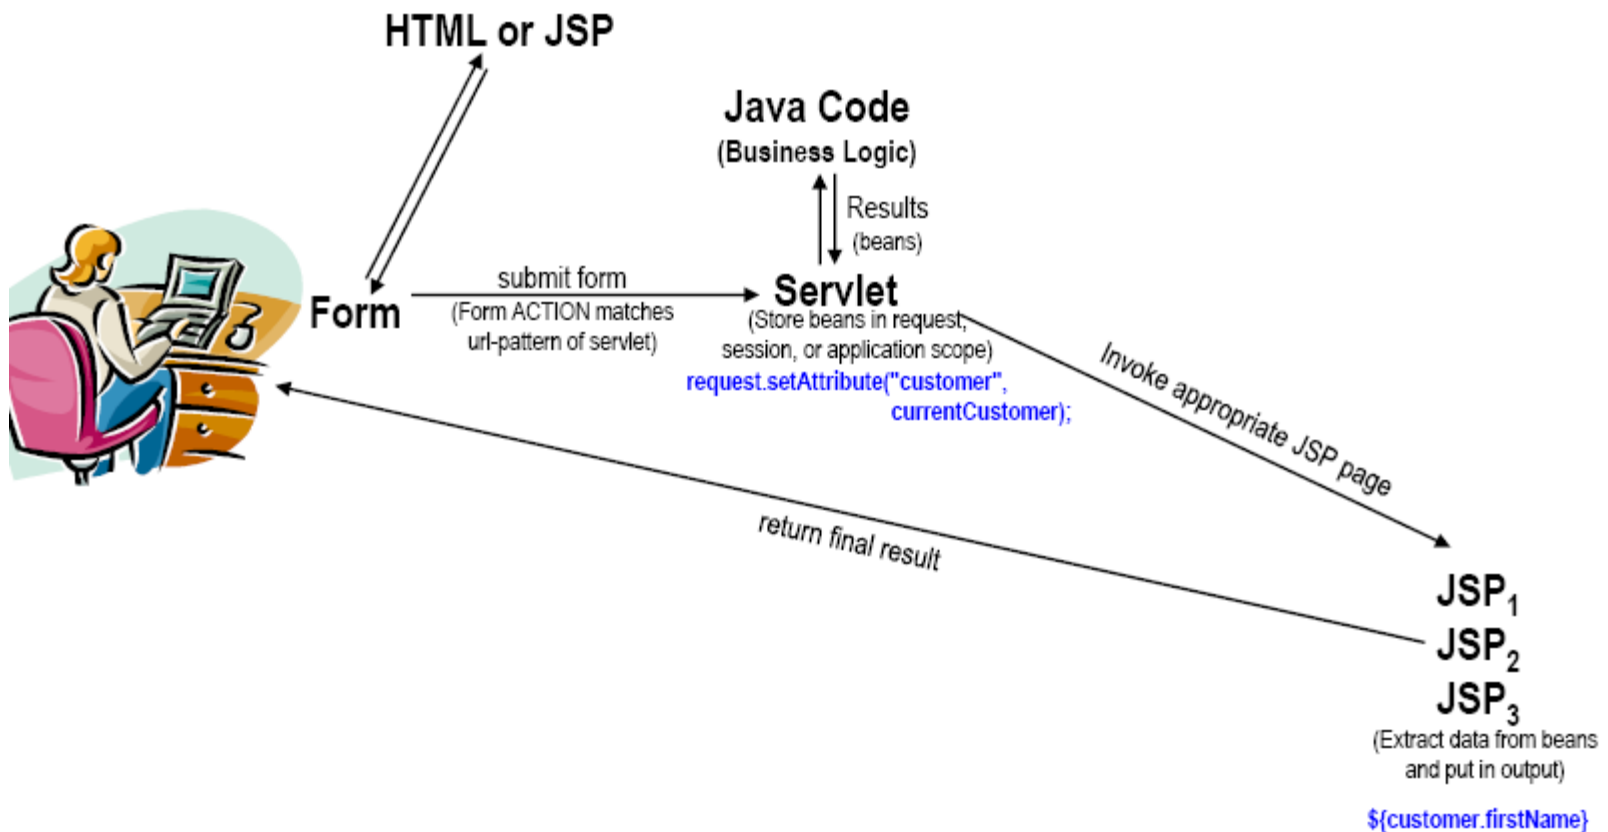 HTML or JSP
Java Code
(Business Logic)
Results
(beans)
Form
submit form
(Form ACTION matches
url-pattern of servlet)
Servlet
(Store beans in request,
session, or application scope)
request.setAttribute("customer",
currentCustomer);
Invoke appropriate JSP page
return final result
JSP₁
JSP₂
JSP₃
(Extract data from beans
and put in output)
${customer.firstName}